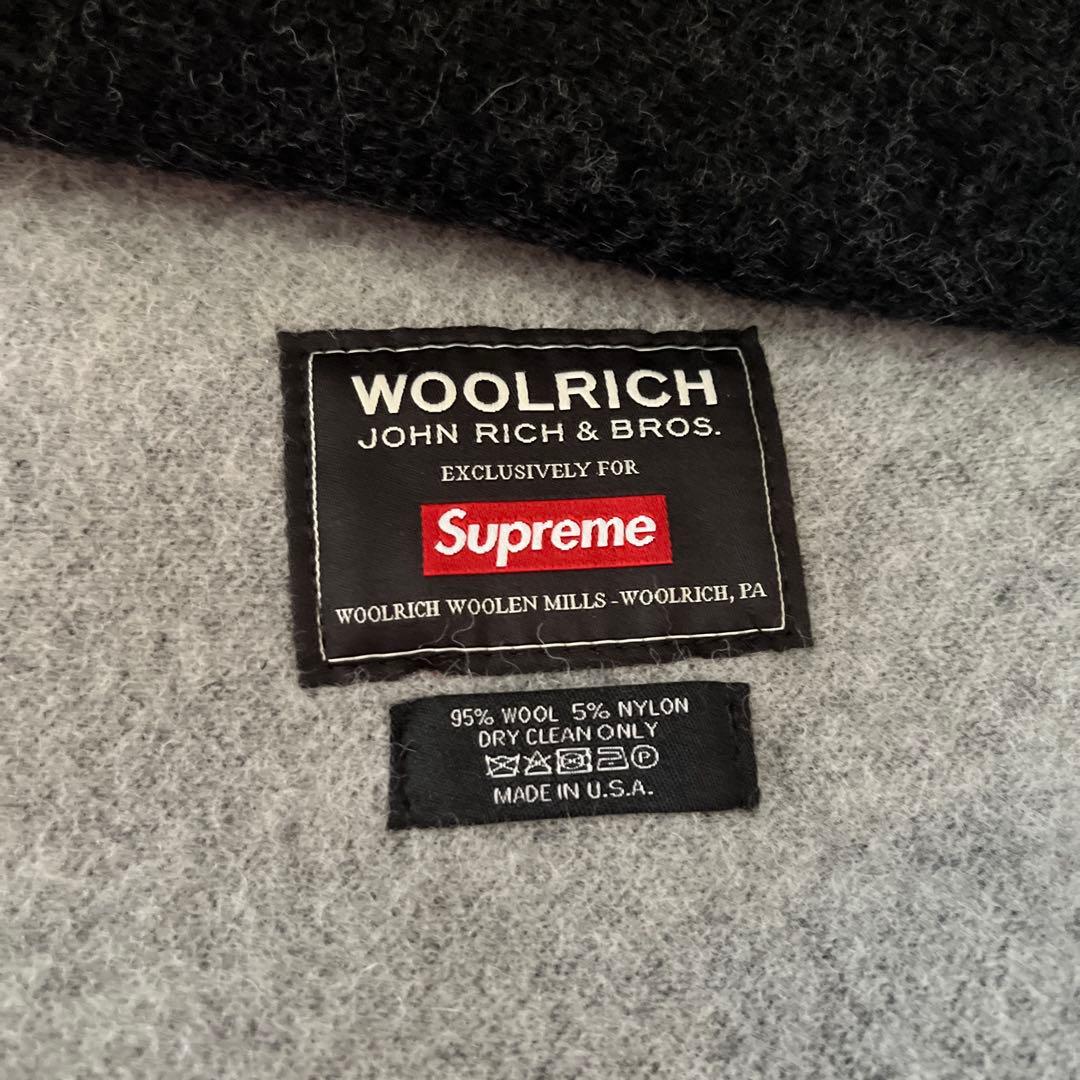 WOOLRICH
JOHN RICH & BROS.
EXCLUSIVELY FOR
Supreme
WOOLRICH WOOLEN MILLS - WOOLRICH, PA
95% WOOL 5% NYLON
DRY CLEAN ONLY
P
MADE IN U.S.A.